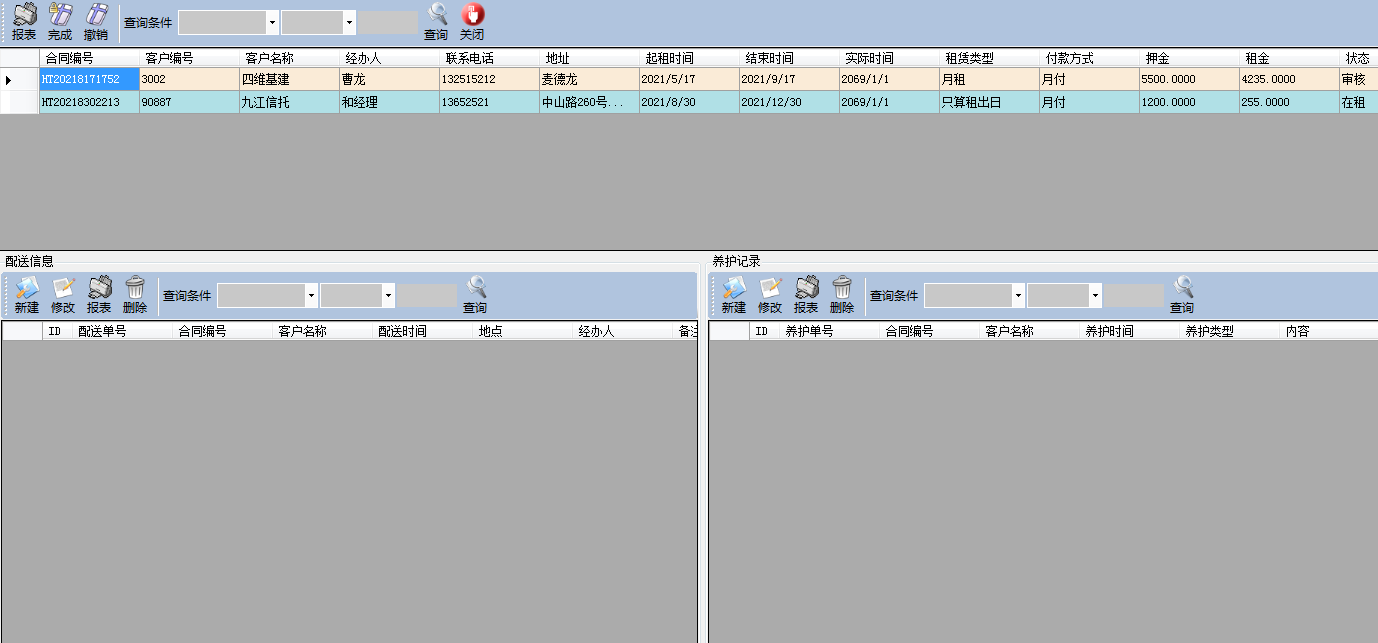 报表 完成 撤销 查询条件 查询 关闭
合同编号 客户编号 客户名称 经办人 联系电话 地址 起租时间 结束时间 实际时间 租赁类型 付款方式 押金 租金 状态
HT20218171752 3002 四维基建 曹龙 132515212 麦德龙 2021/5/17 2021/9/17 2069/1/1 月租 月付 5500.0000 4235.0000 审核
HT20218302213 90887 九江信托 和经理 13652521 中山路260号... 2021/8/30 2021/12/30 2069/1/1 只算租出日 月付 1200.0000 255.0000 在租
配送信息
新建 修改 报表 删除 查询条件 查询
ID 配送单号 合同编号 客户名称 配送时间 地点 经办人 备注
养护记录
新建 修改 报表 删除 查询条件 查询
ID 养护单号 合同编号 客户名称 养护时间 养护类型 内容